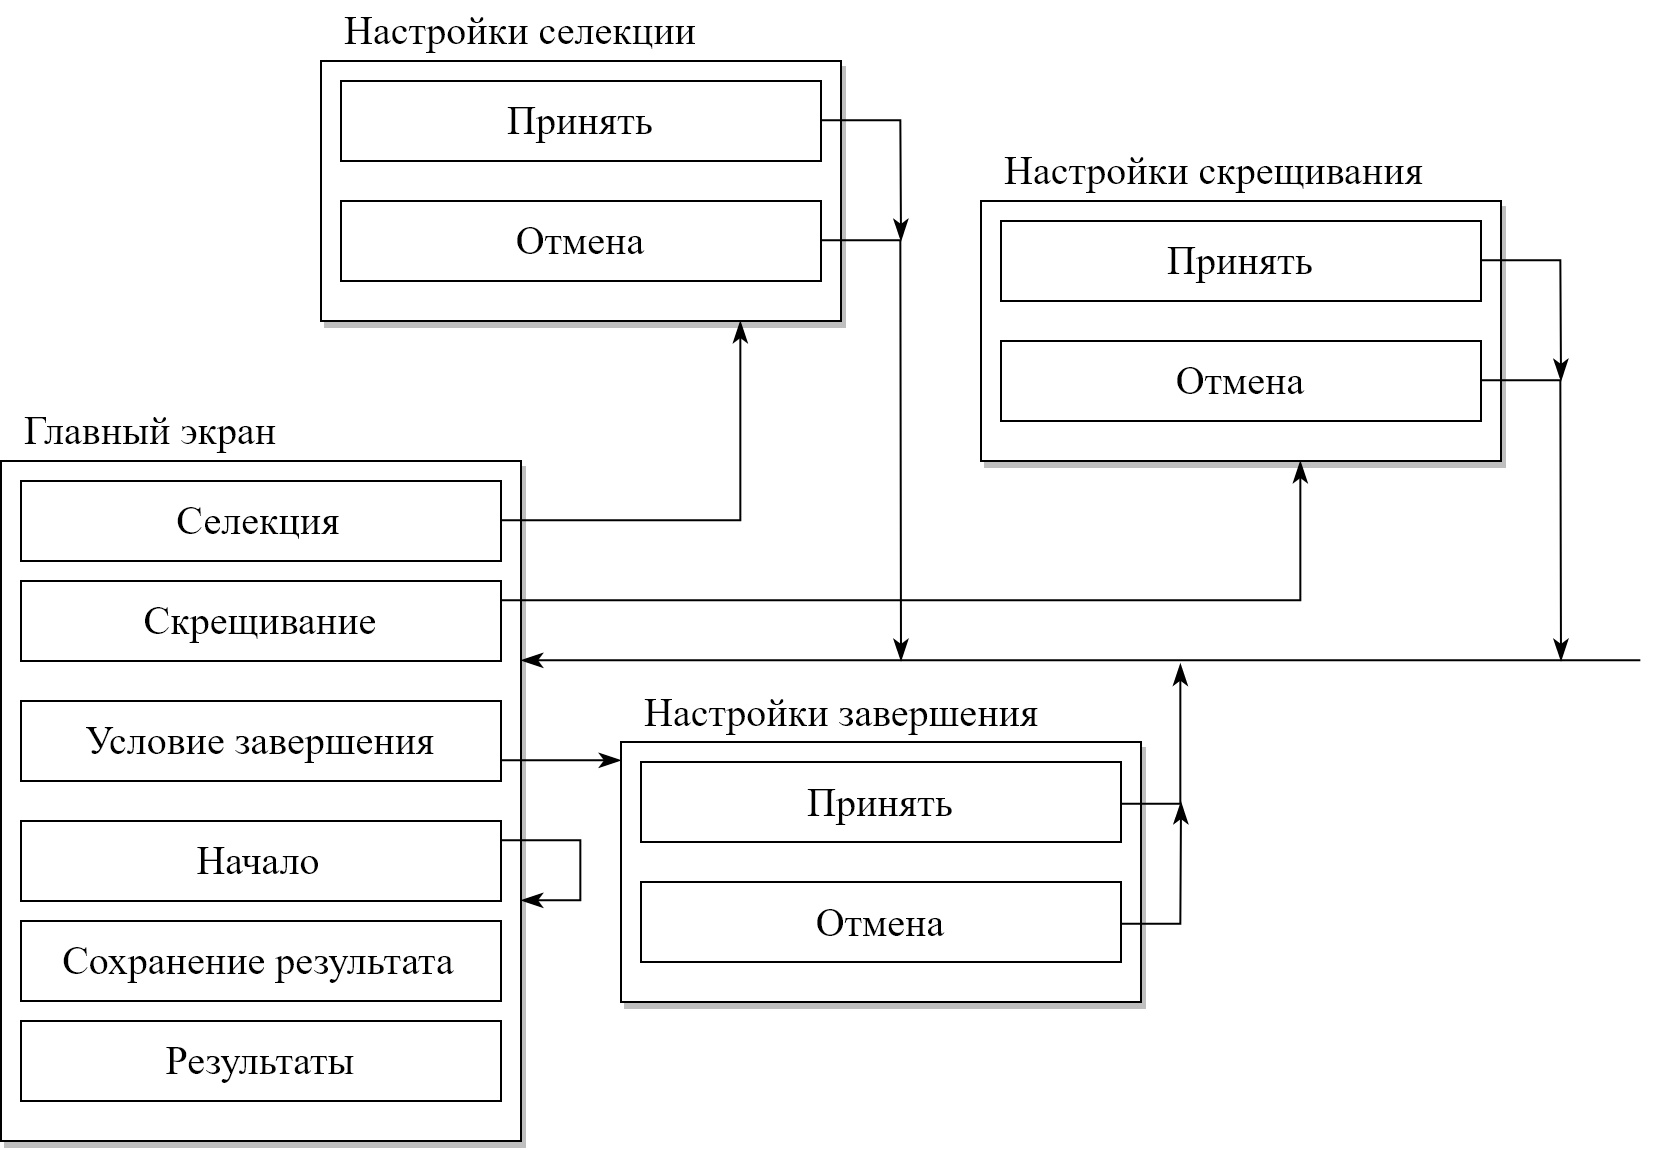 Настройки селекции
Принять
Отмена
Настройки скрещивания
Принять
Отмена
Главный экран
Селекция
Скрещивание
Условие завершения
Начало
Сохранение результата
Результаты
Настройки завершения
Принять
Отмена